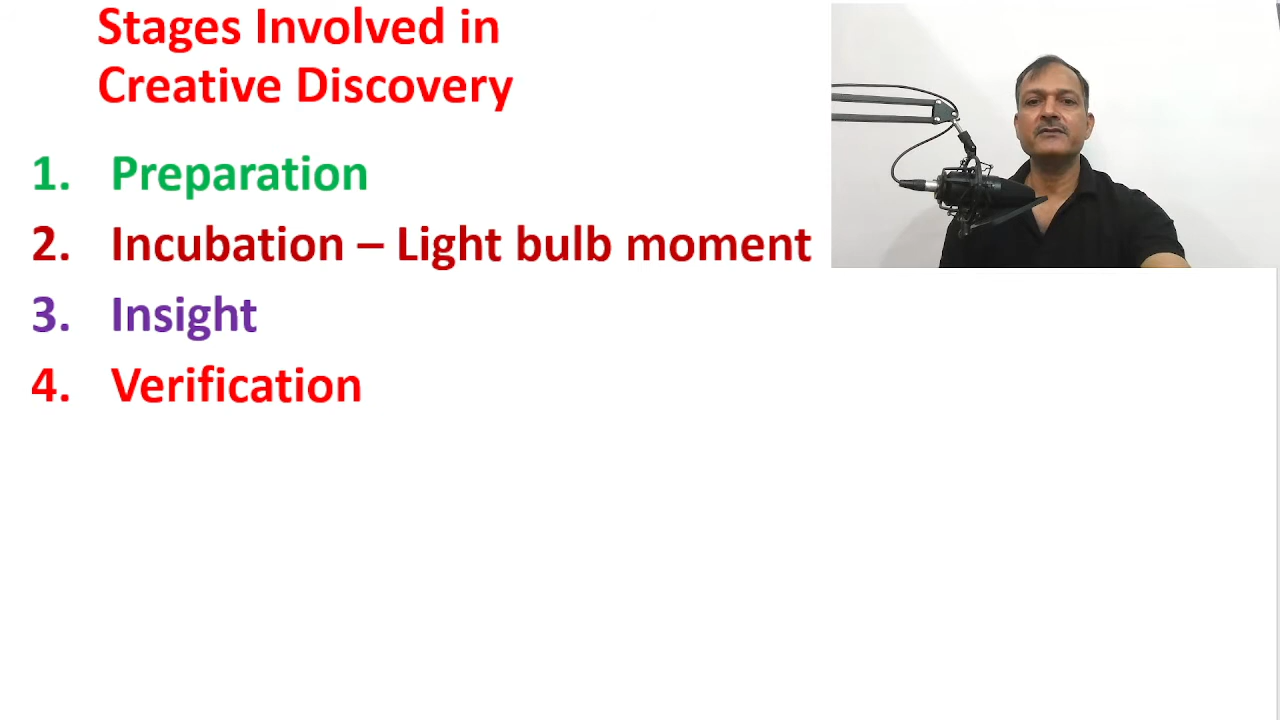 Stages Involved in
Creative Discovery
1. Preparation
2. Incubation – Light bulb moment
3. Insight
4. Verification